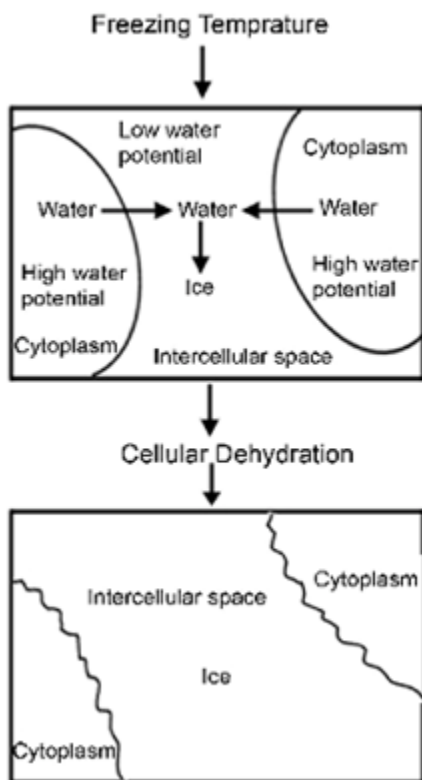 Freezing Temprature
Low water
potential
Cytoplasm
Water
Water
Water
High water
potential
Ice
High water
potential
Cytoplasm
Intercellular space
Cellular Dehydration
Intercellular space
Cytoplasm
Ice
Cytoplasm